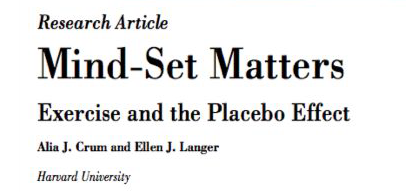 Research Article
Mind-Set Matters
Exercise and the Placebo Effect
Alia J. Crum and Ellen J. Langer
Harvard University